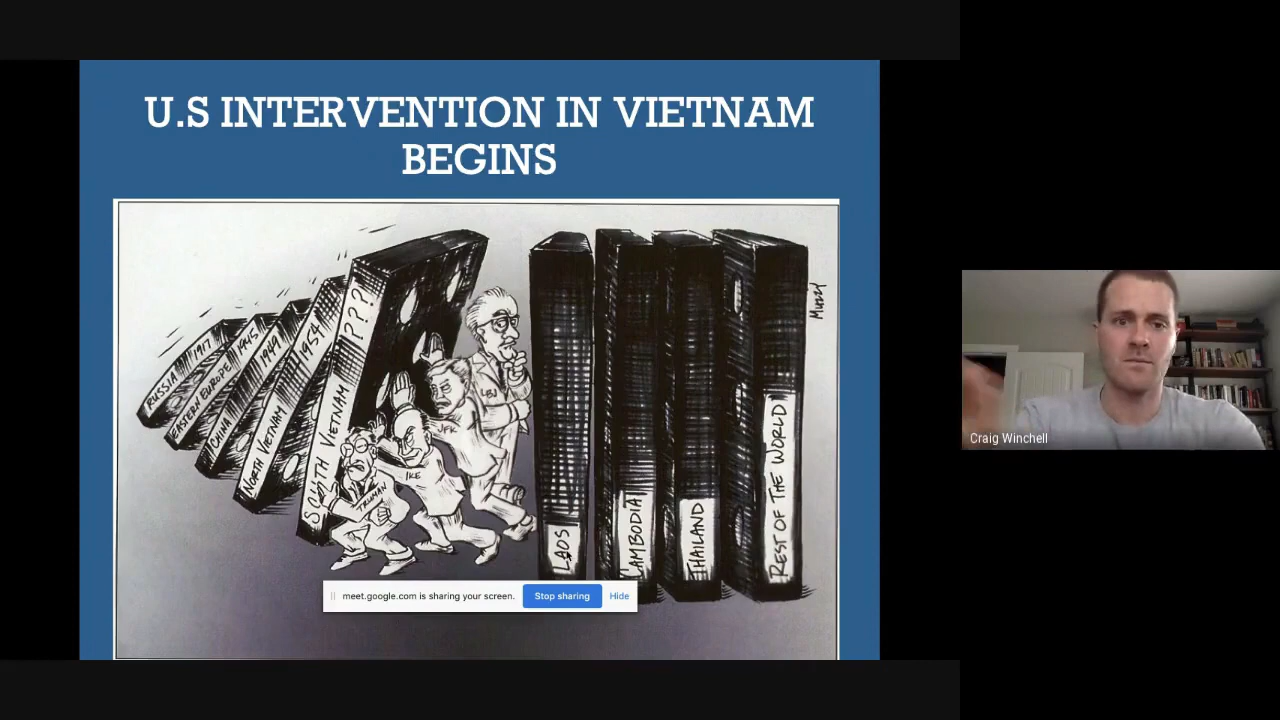 U.S INTERVENTION IN VIETNAM
BEGINS
RUSSIA 1917
EASTERN EUROPE 1945
CHINA 1949
NORTH VIETNAM 1954
SOUTH VIETNAM ????
TRUMAN
IKE
JFK
LBJ
LAOS
CAMBODIA
THAILAND
REST OF THE WORLD
meet.google.com is sharing your screen.
Stop sharing
Hide
Craig Winchell